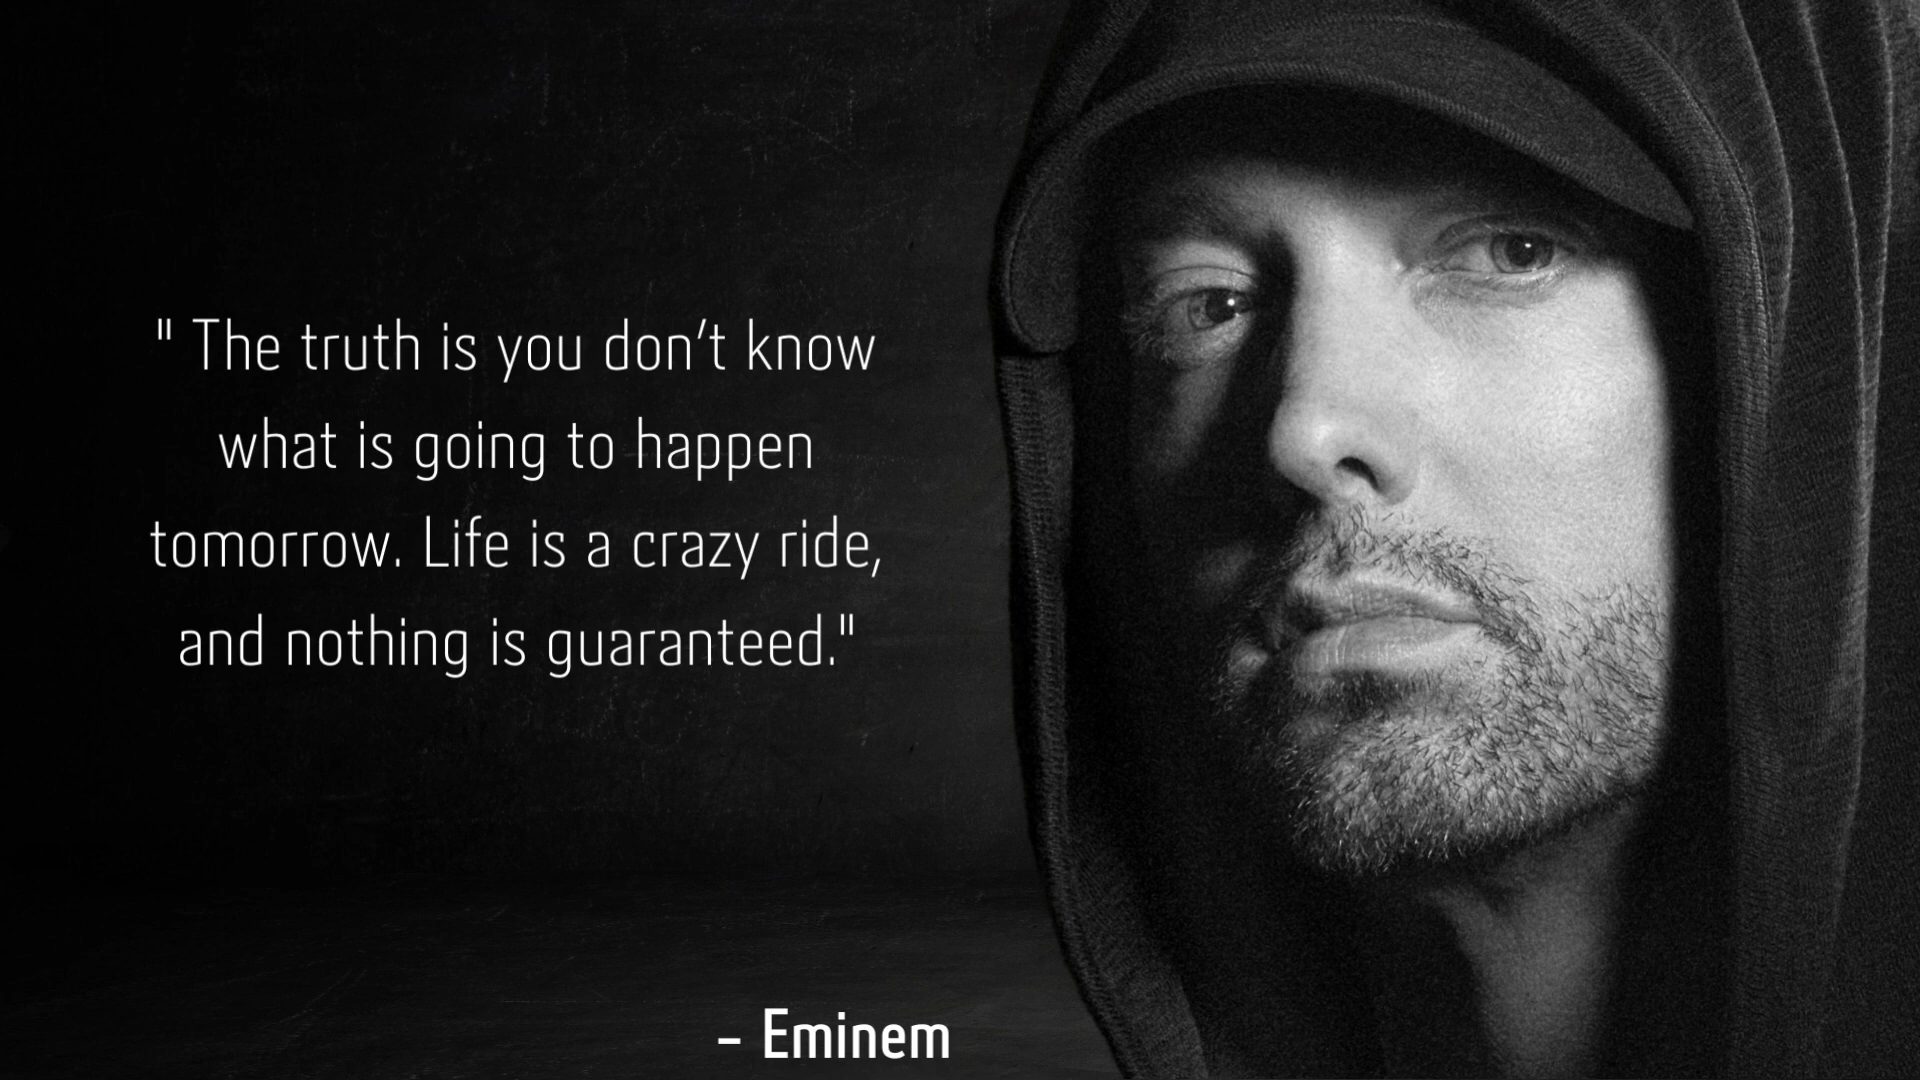 " The truth is you don’t know
what is going to happen
tomorrow. Life is a crazy ride,
and nothing is guaranteed."
– Eminem